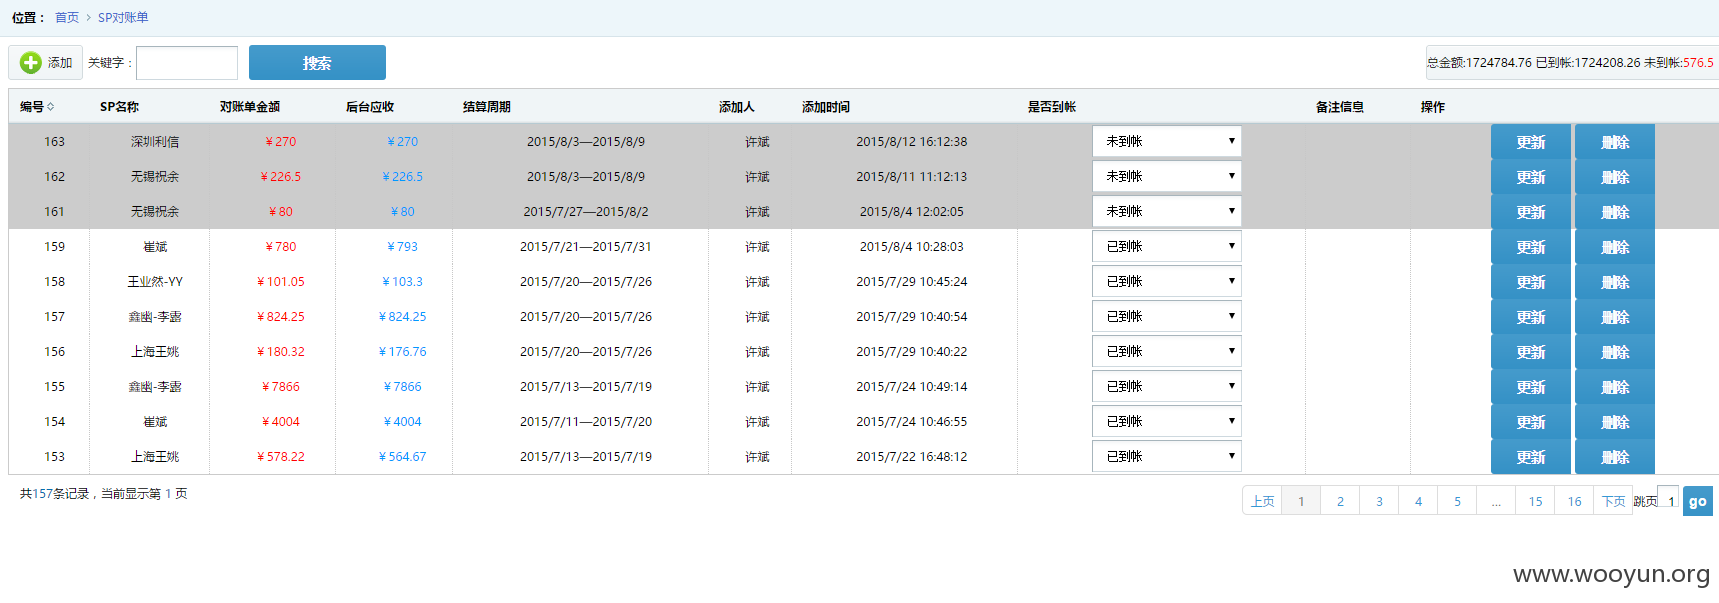 位置： 首页 › SP对账单
添加 关键字： 搜索 总金额:1724784.76 已到帐:1724208.26 未到帐:576.5
编号 SP名称 对账单金额 后台应收 结算周期 添加人 添加时间 是否到帐 备注信息 操作
163 深圳利信 ¥270 ¥270 2015/8/3—2015/8/9 许斌 2015/8/12 16:12:38 未到帐 更新 删除
162 无锡祝余 ¥226.5 ¥226.5 2015/8/3—2015/8/9 许斌 2015/8/11 11:12:13 未到帐 更新 删除
161 无锡祝余 ¥80 ¥80 2015/7/27—2015/8/2 许斌 2015/8/4 12:02:05 未到帐 更新 删除
159 崔斌 ¥780 ¥793 2015/7/21—2015/7/31 许斌 2015/8/4 10:28:03 已到帐 更新 删除
158 王业然-YY ¥101.05 ¥103.3 2015/7/20—2015/7/26 许斌 2015/7/29 10:45:24 已到帐 更新 删除
157 鑫幽-李露 ¥824.25 ¥824.25 2015/7/20—2015/7/26 许斌 2015/7/29 10:40:54 已到帐 更新 删除
156 上海王姚 ¥180.32 ¥176.76 2015/7/20—2015/7/26 许斌 2015/7/29 10:40:22 已到帐 更新 删除
155 鑫幽-李露 ¥7866 ¥7866 2015/7/13—2015/7/19 许斌 2015/7/24 10:49:14 已到帐 更新 删除
154 崔斌 ¥4004 ¥4004 2015/7/11—2015/7/20 许斌 2015/7/24 10:46:55 已到帐 更新 删除
153 上海王姚 ¥578.22 ¥564.67 2015/7/13—2015/7/19 许斌 2015/7/22 16:48:12 已到帐 更新 删除
共157条记录，当前显示第 1 页 上页 1 2 3 4 5 ... 15 16 下页 跳页 1 go
www.wooyun.org